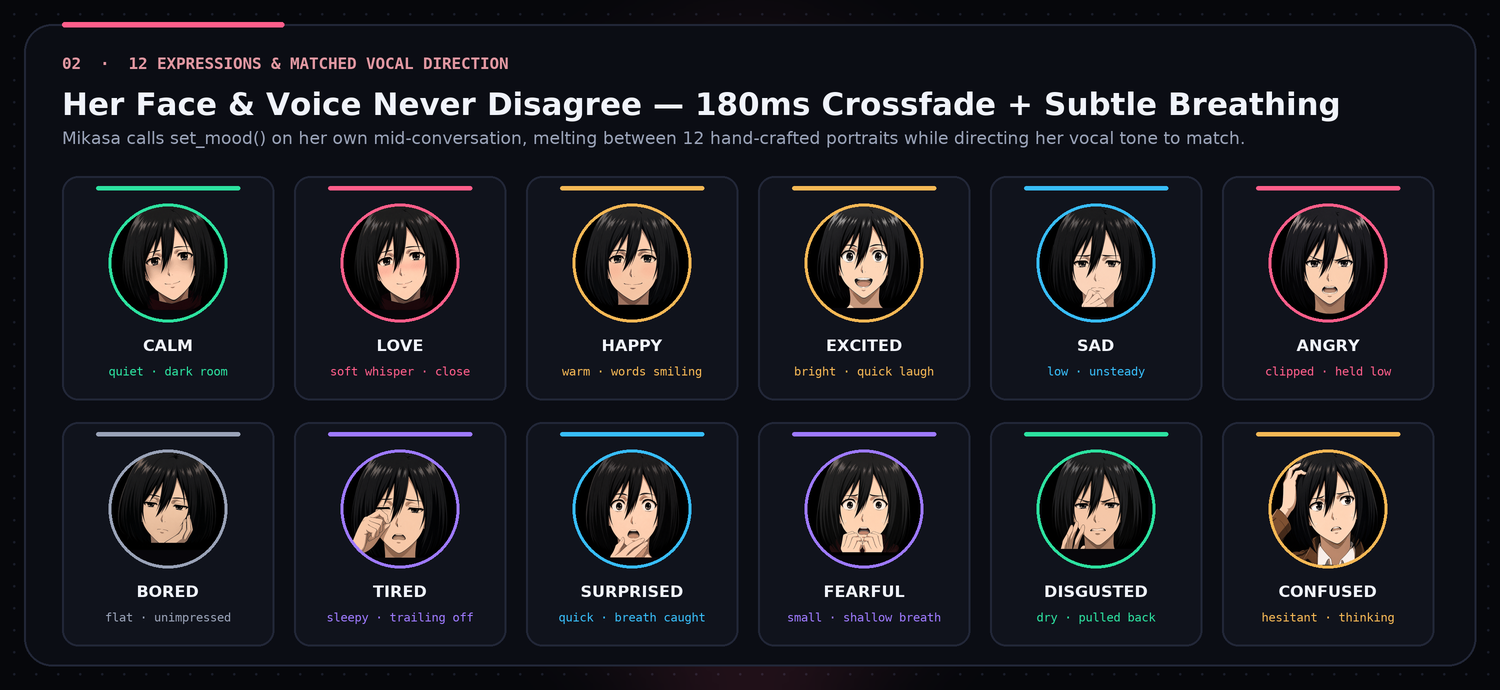 02 · 12 EXPRESSIONS & MATCHED VOCAL DIRECTION
Her Face & Voice Never Disagree — 180ms Crossfade + Subtle Breathing
Mikasa calls set_mood() on her own mid-conversation, melting between 12 hand-crafted portraits while directing her vocal tone to match.
CALM
quiet · dark room
LOVE
soft whisper · close
HAPPY
warm · words smiling
EXCITED
bright · quick laugh
SAD
low · unsteady
ANGRY
clipped · held low
BORED
flat · unimpressed
TIRED
sleepy · trailing off
SURPRISED
quick · breath caught
FEARFUL
small · shallow breath
DISGUSTED
dry · pulled back
CONFUSED
hesitant · thinking